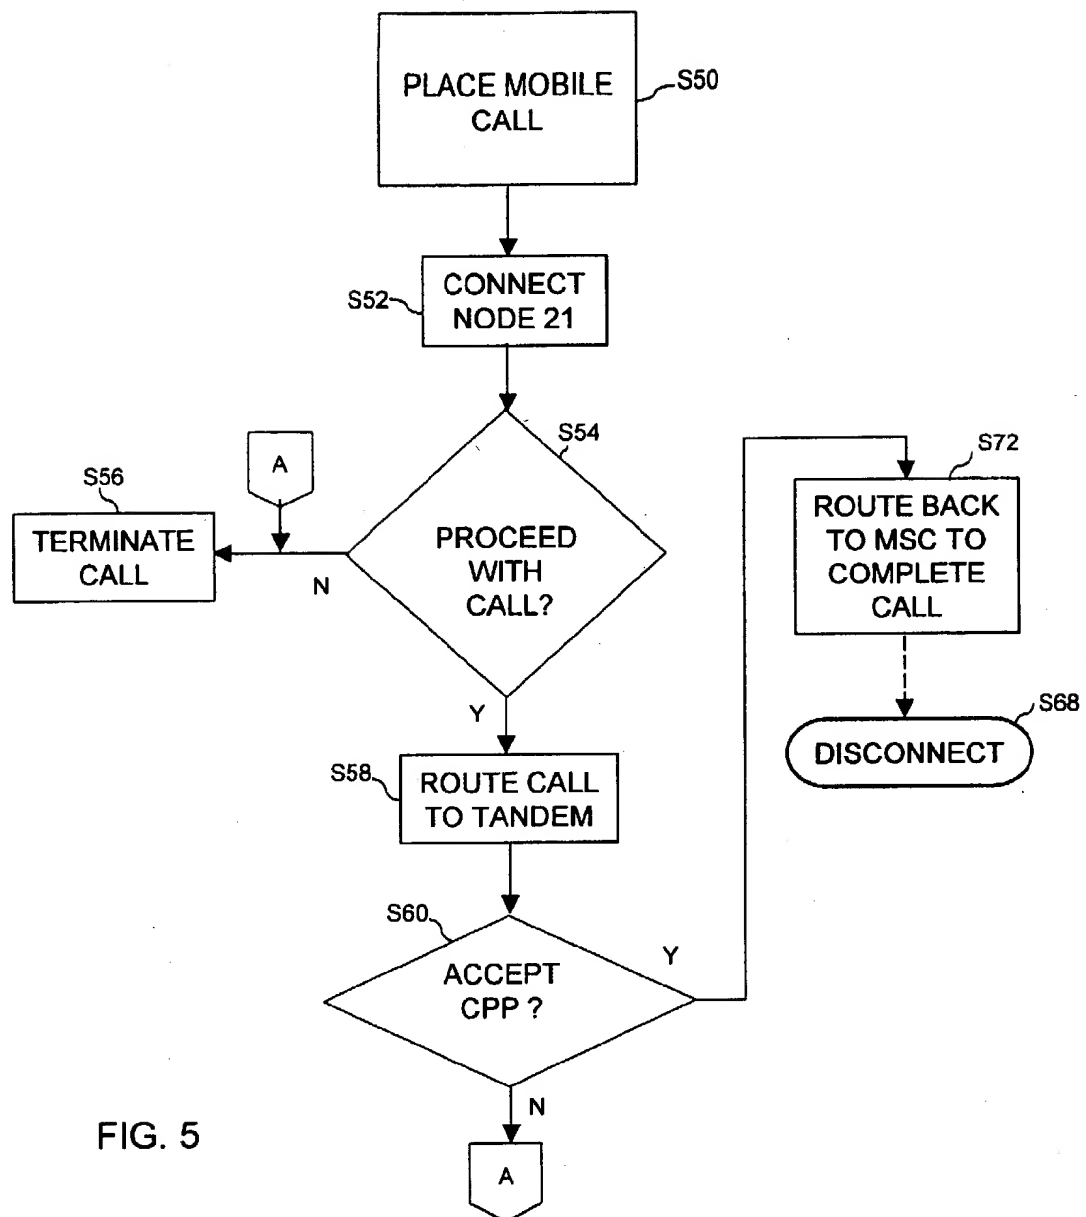 PLACE MOBILE
CALL
S50
S52
CONNECT
NODE 21
S54
A
S56
TERMINATE
CALL
N
PROCEED
WITH
CALL?
Y
S72
ROUTE BACK
TO MSC TO
COMPLETE
CALL
S68
DISCONNECT
S58
ROUTE CALL
TO TANDEM
S60
ACCEPT
CPP ?
Y
N
A
FIG. 5